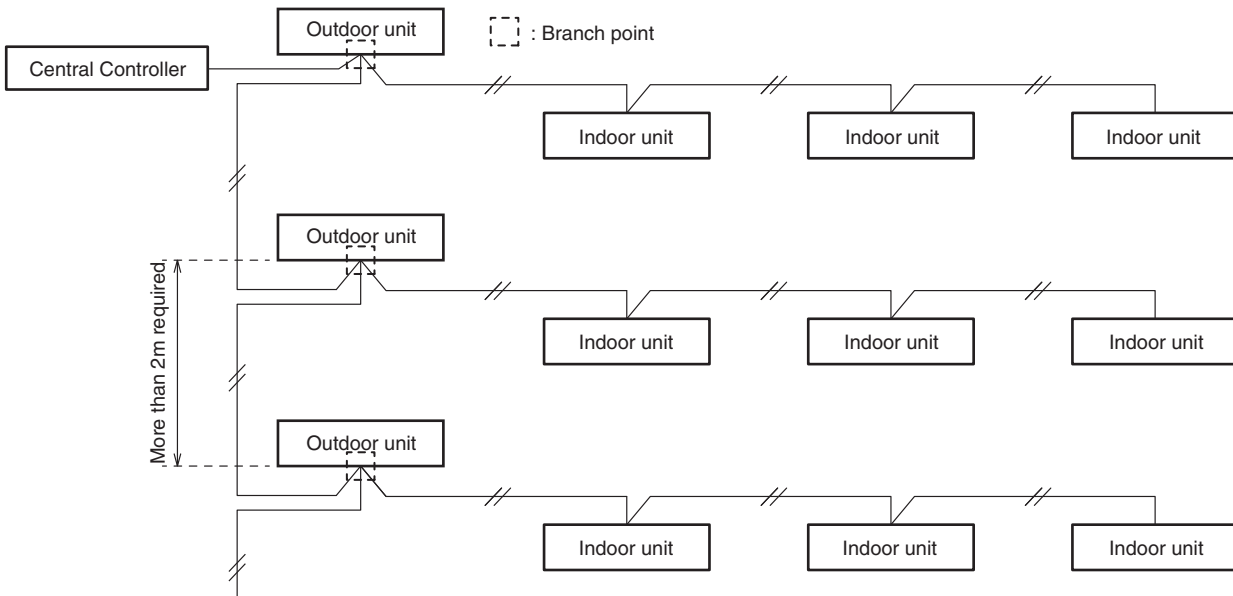 Outdoor unit
: Branch point
Central Controller
Indoor unit
Indoor unit
Indoor unit
Outdoor unit
More than 2m required
Indoor unit
Indoor unit
Indoor unit
Outdoor unit
Indoor unit
Indoor unit
Indoor unit